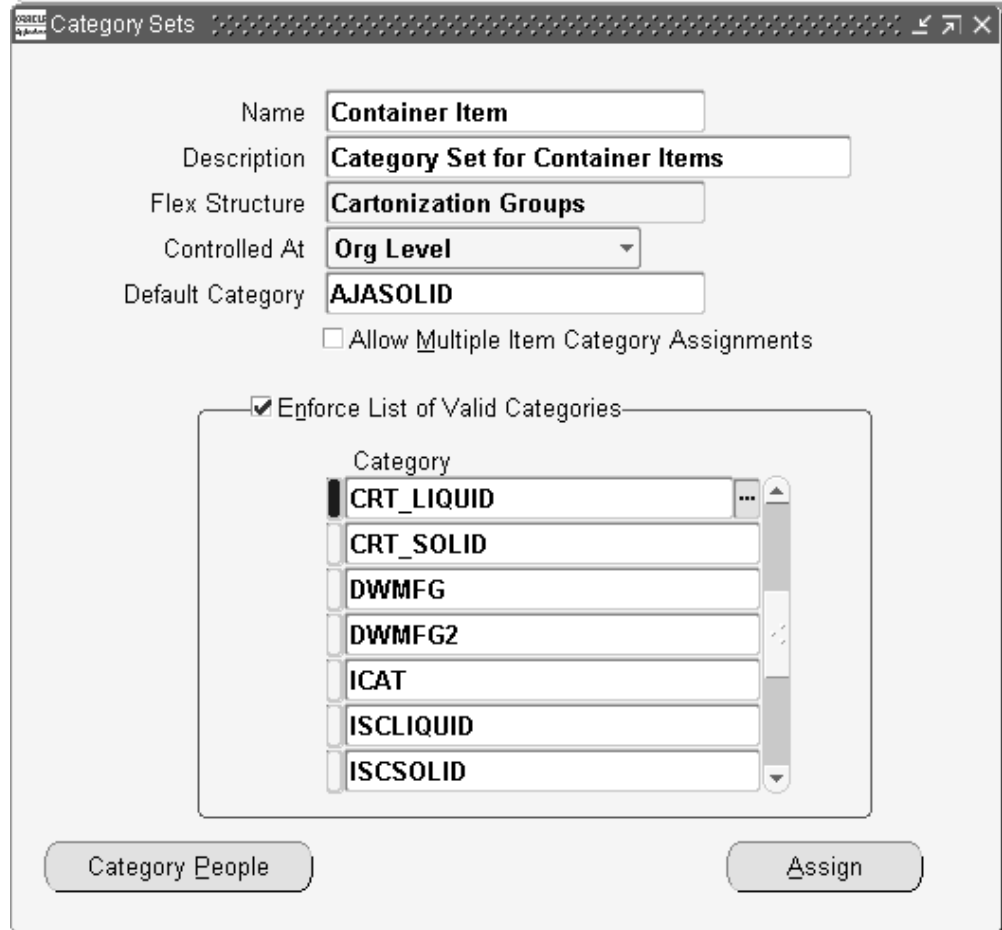 ORACLE
Category Sets
Name Container Item
Description Category Set for Container Items
Flex Structure Cartonization Groups
Controlled At Org Level
Default Category AJASOLID
Allow Multiple Item Category Assignments
Enforce List of Valid Categories
Category
CRT_LIQUID ...
CRT_SOLID
DWMFG
DWMFG2
ICAT
ISCLIQUID
ISCSOLID
Category People Assign